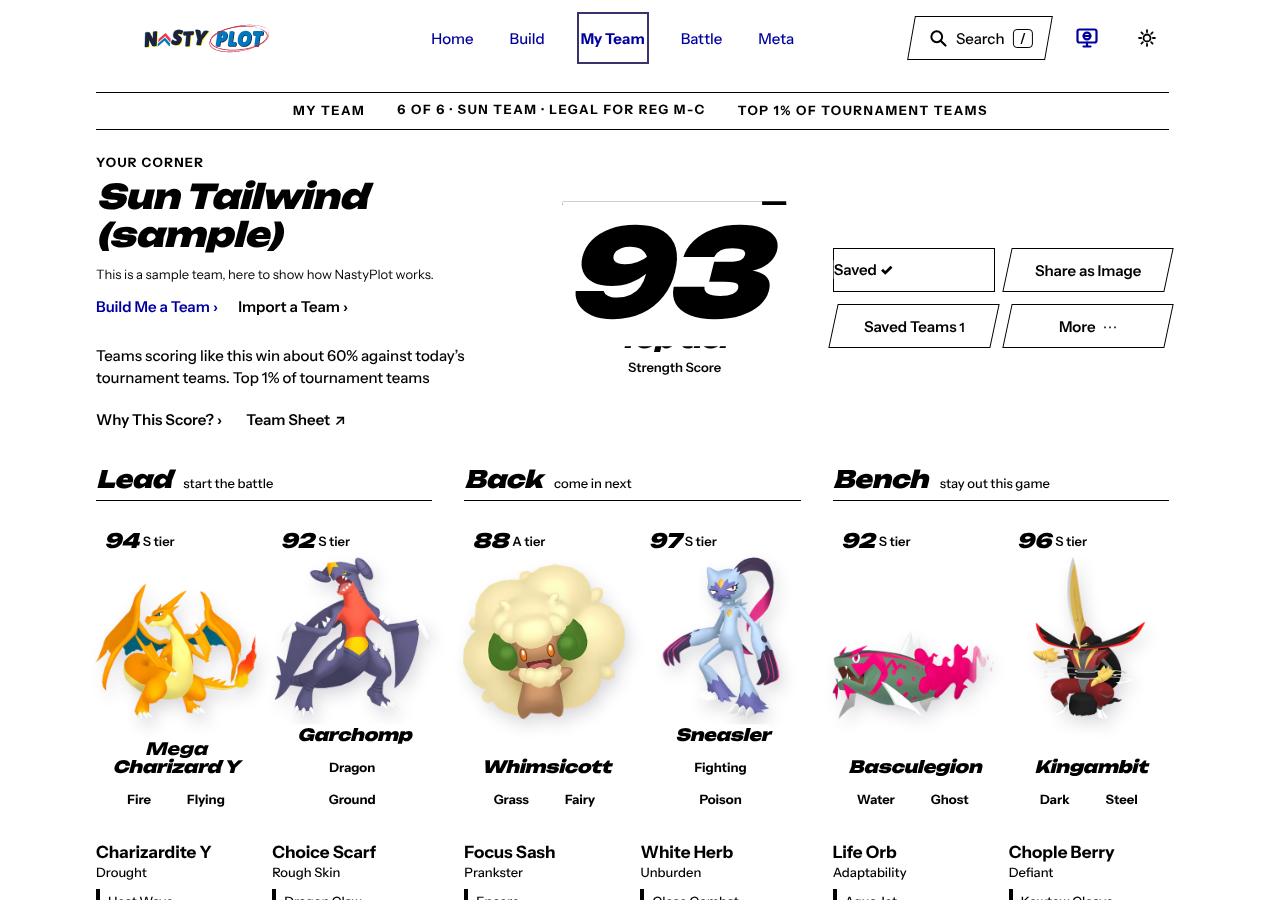 NASTY PLOT
Home
Build
My Team
Battle
Meta
Search /
MY TEAM
6 OF 6 · SUN TEAM · LEGAL FOR REG M-C
TOP 1% OF TOURNAMENT TEAMS
YOUR CORNER
Sun Tailwind
(sample)
This is a sample team, here to show how NastyPlot works.
Build Me a Team ›
Import a Team ›
Teams scoring like this win about 60% against today's
tournament teams. Top 1% of tournament teams
Why This Score? ›
Team Sheet ↗
93
Strength Score
Saved ✔
Share as Image
Saved Teams 1
More ···
Lead start the battle
Back come in next
Bench stay out this game
94 S tier
92 S tier
88 A tier
97 S tier
92 S tier
96 S tier
Mega
Charizard Y
Garchomp
Whimsicott
Sneasler
Basculegion
Kingambit
Fire Flying
Dragon
Ground
Grass Fairy
Fighting
Poison
Water Ghost
Dark Steel
Charizardite Y
Drought
Choice Scarf
Rough Skin
Focus Sash
Prankster
White Herb
Unburden
Life Orb
Adaptability
Chople Berry
Defiant